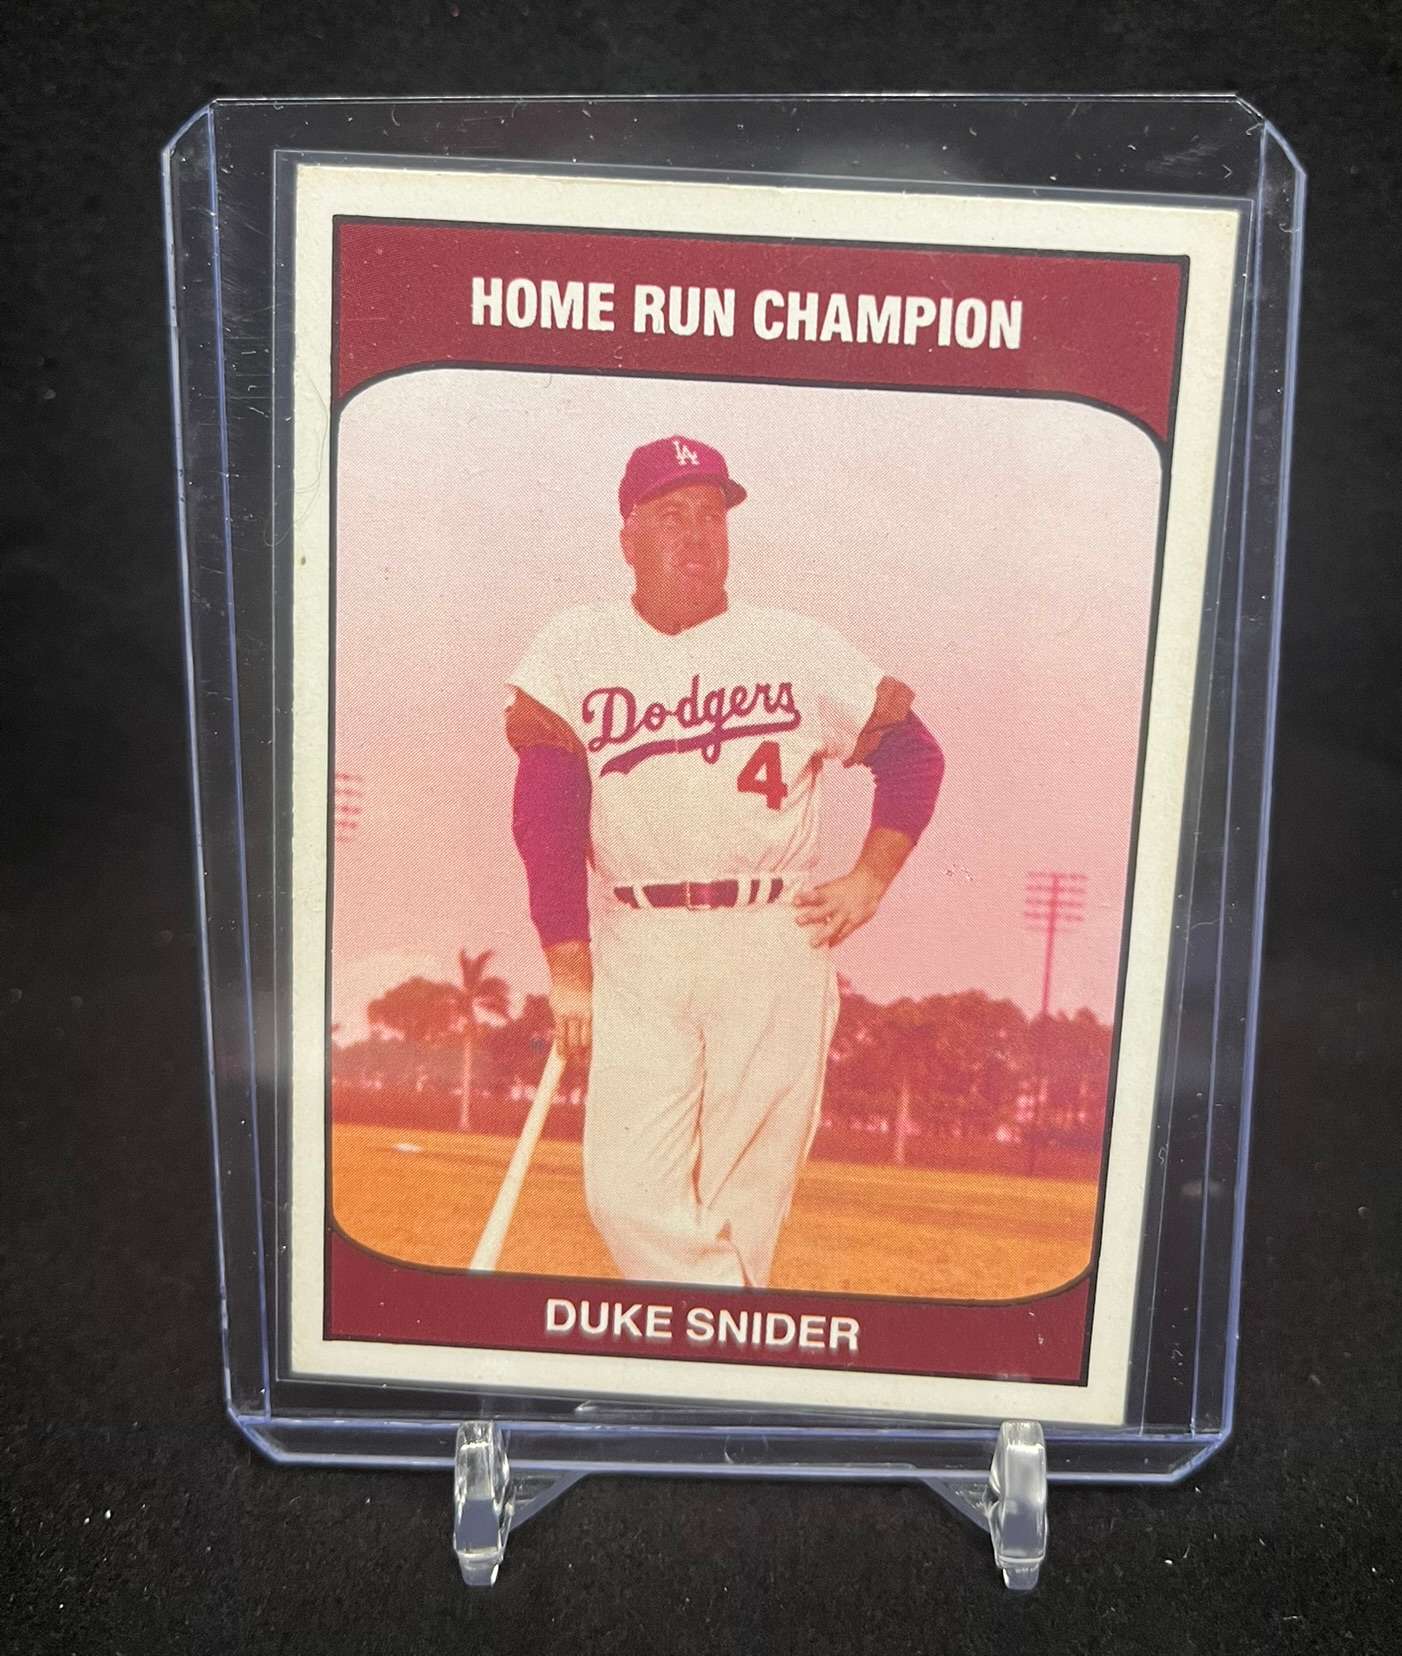 HOME RUN CHAMPION
LA
Dodgers
4
DUKE SNIDER